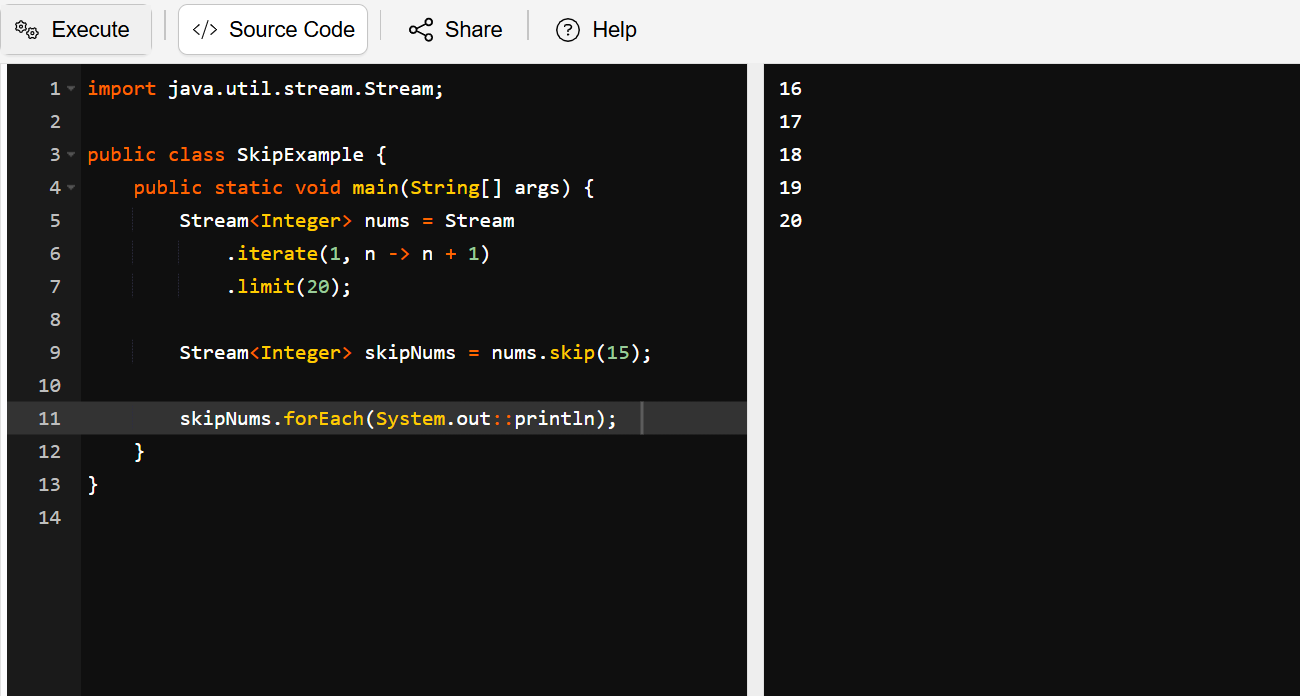 Execute </> Source Code Share ? Help
1 import java.util.stream.Stream;
2
3 public class SkipExample {
4     public static void main(String[] args) {
5         Stream<Integer> nums = Stream
6             .iterate(1, n -> n + 1)
7             .limit(20);
8
9         Stream<Integer> skipNums = nums.skip(15);
10
11         skipNums.forEach(System.out::println);
12     }
13 }
14
16
17
18
19
20